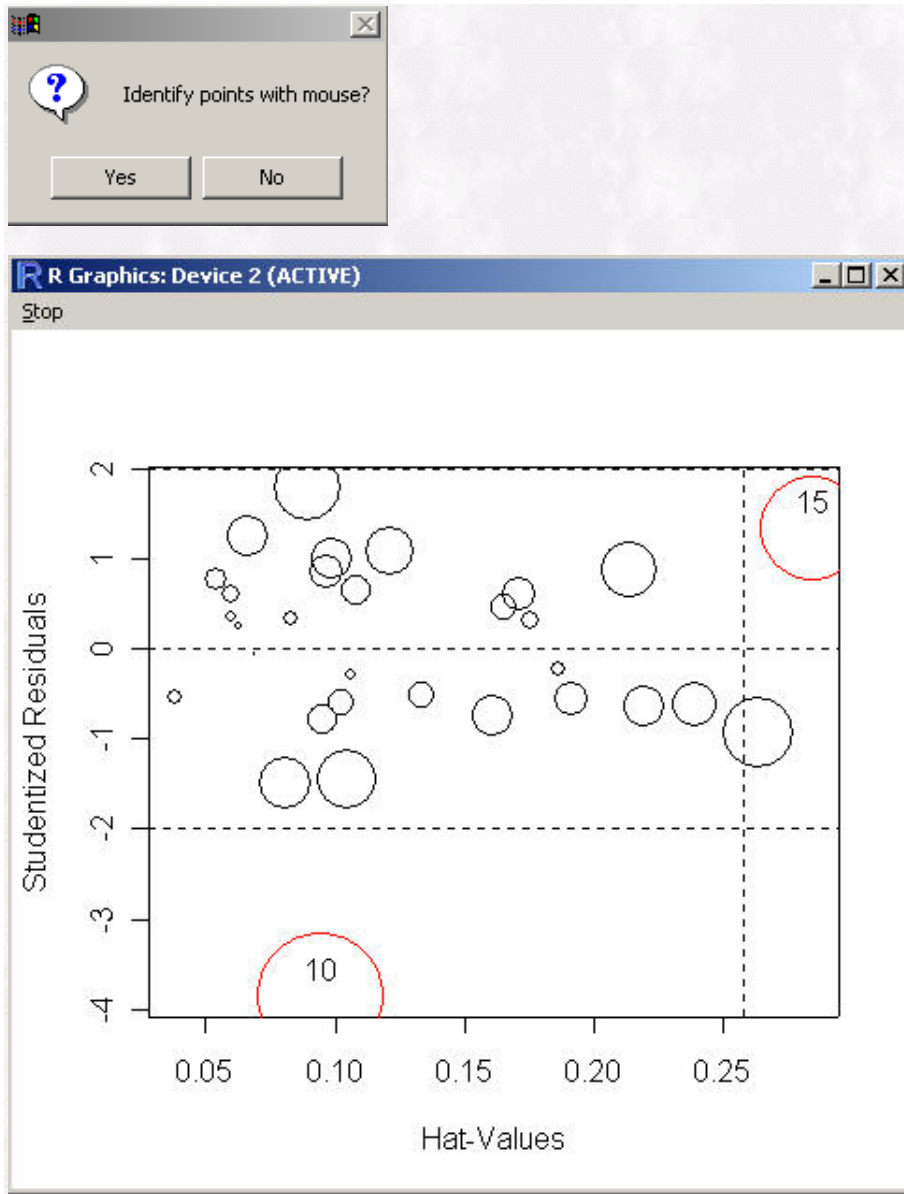 ?
Identify points with mouse?
Yes No
R R Graphics: Device 2 (ACTIVE)
Stop
Studentized Residuals
2
1
0
-1
-2
-3
-4
15
10
0.05 0.10 0.15 0.20 0.25
Hat-Values